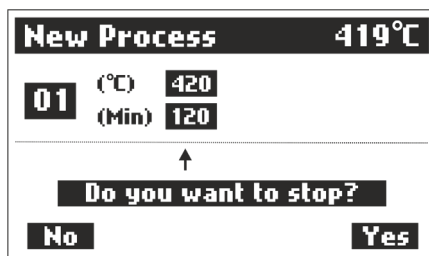 New Process 419°C
01 (°C) 420
(Min) 120
Do you want to stop?
No Yes